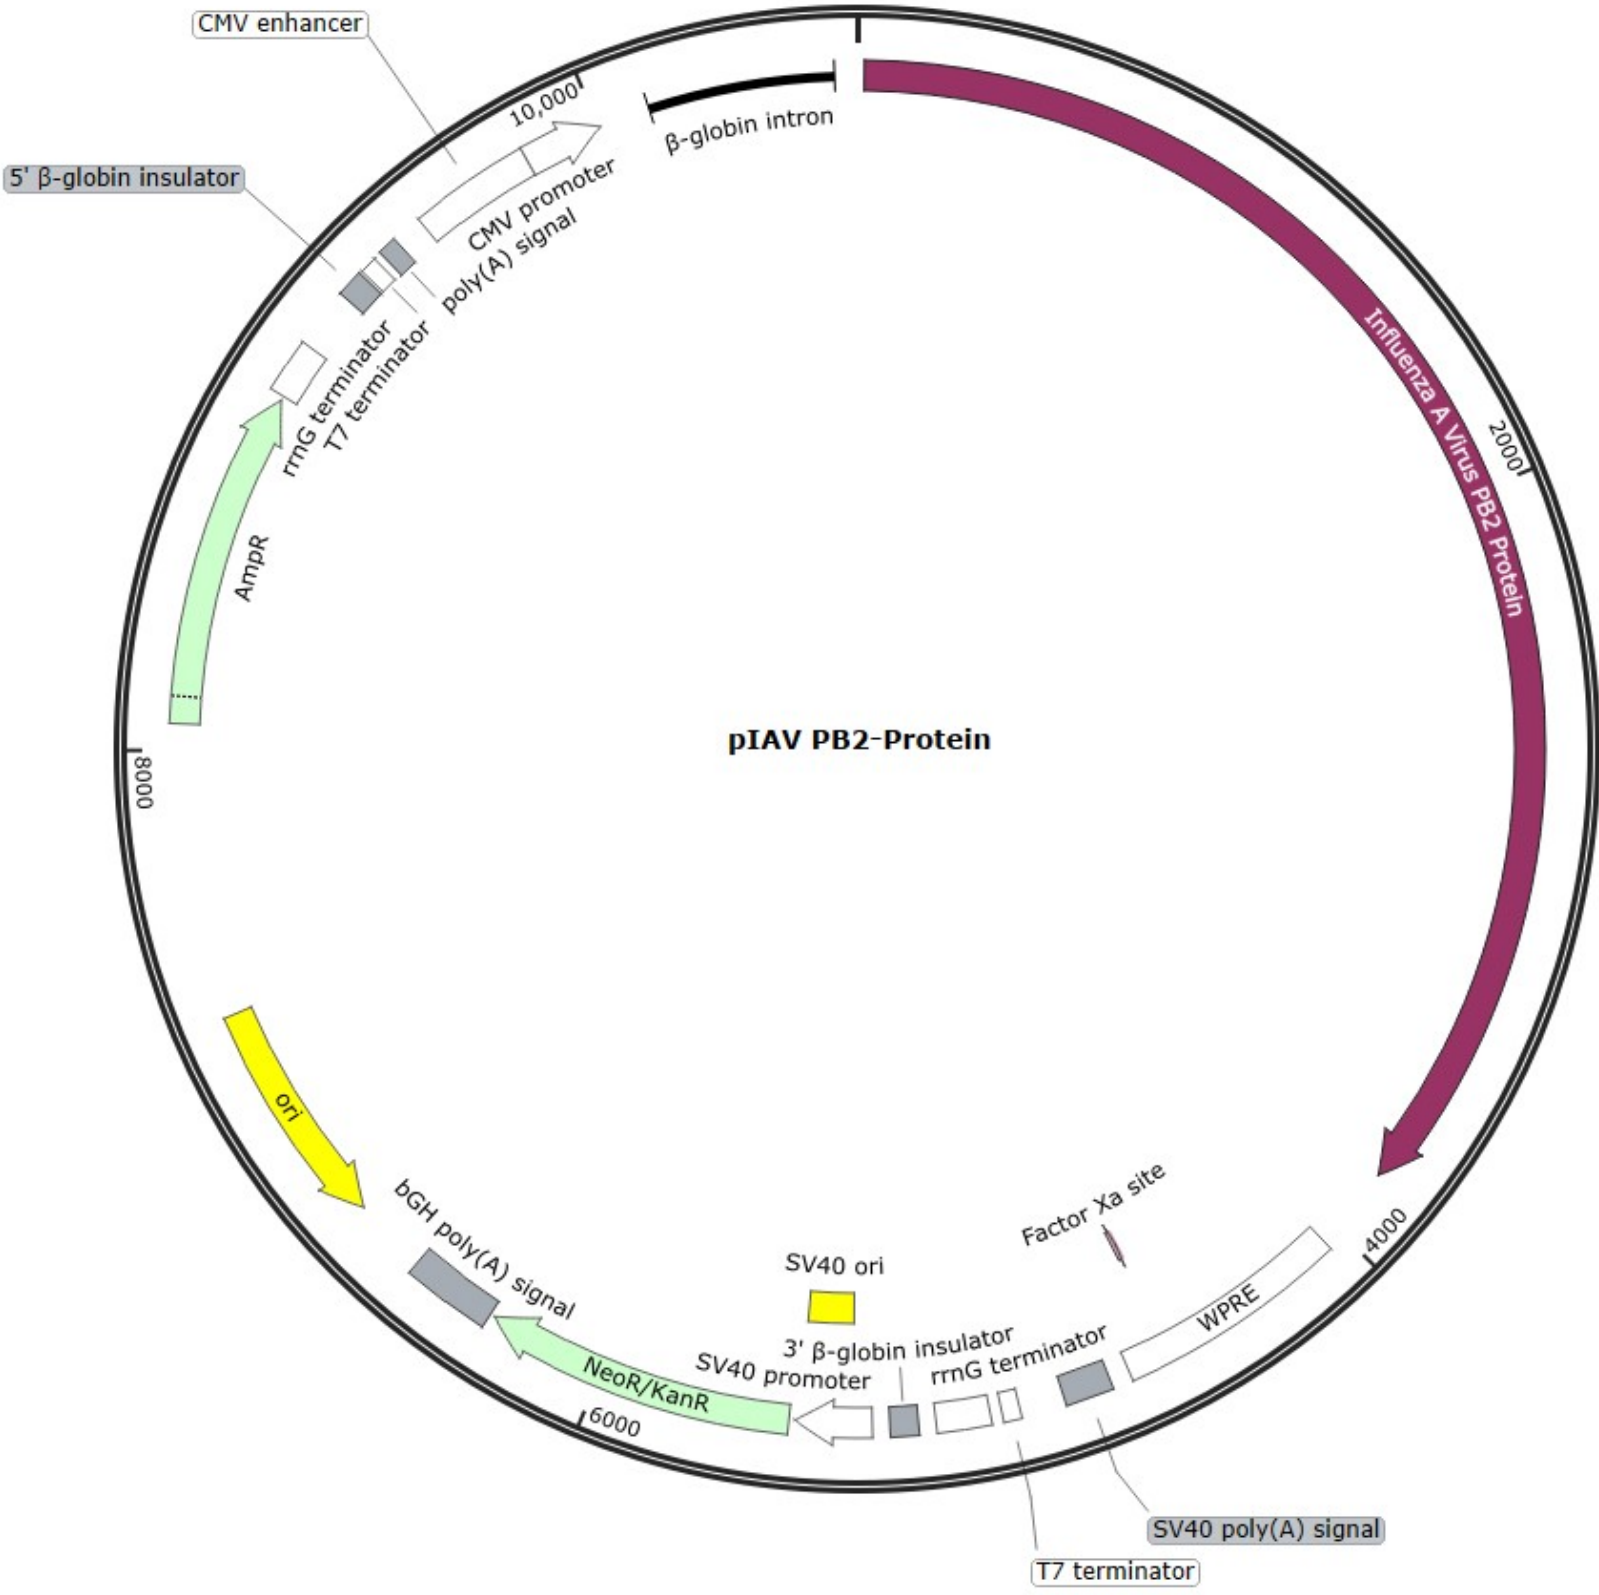 CMV enhancer
10,000
β-globin intron
5' β-globin insulator
CMV promoter
poly(A) signal
rrnG terminator
T7 terminator
Influenza A Virus PB2 Protein
2000
AmpR
pIAV PB2-Protein
8000
ori
bGH poly(A) signal
Factor Xa site
4000
SV40 ori
WPRE
3' β-globin insulator
rrnG terminator
SV40 promoter
NeoR/KanR
6000
SV40 poly(A) signal
T7 terminator